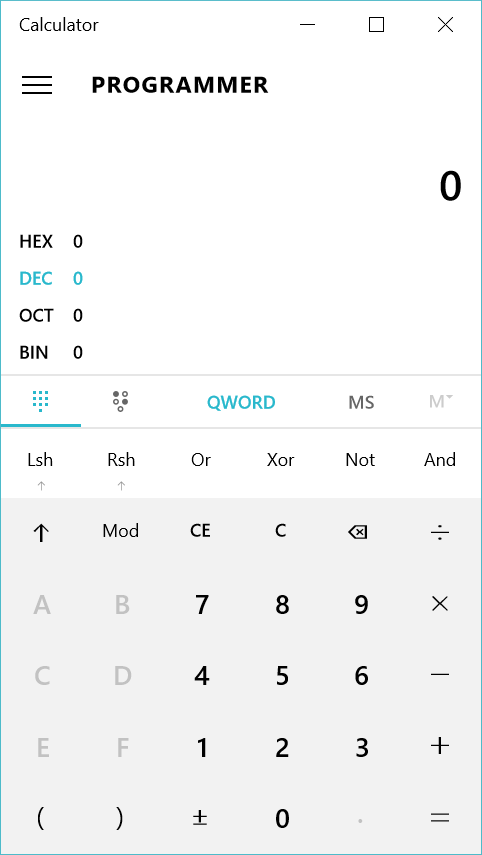 Calculator
PROGRAMMER
0
HEX 0
DEC 0
OCT 0
BIN 0
QWORD MS M
Lsh Rsh Or Xor Not And
↑ ↑
↑ Mod CE C ÷
A B 7 8 9 ×
C D 4 5 6 −
E F 1 2 3 +
( ) ± 0 . =